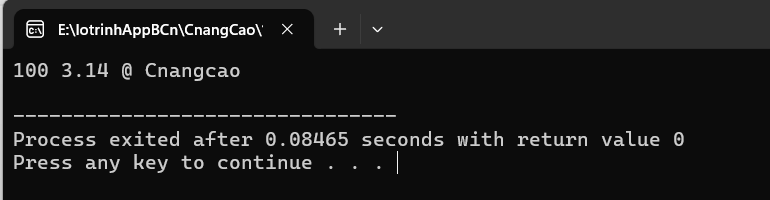 E:\lotrinhAppBCn\CnangCao\'
100 3.14 @ Cnangcao
--------------------------------
Process exited after 0.08465 seconds with return value 0
Press any key to continue . . .